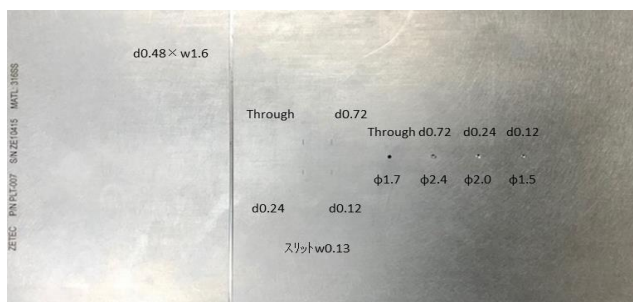 ZETEC P/N PLT-007 S/N ZE10415 MATL: 316SS
d0.48×w1.6
Through d0.72
Through d0.72 d0.24 d0.12
φ1.7 φ2.4 φ2.0 φ1.5
d0.24 d0.12
スリットw0.13